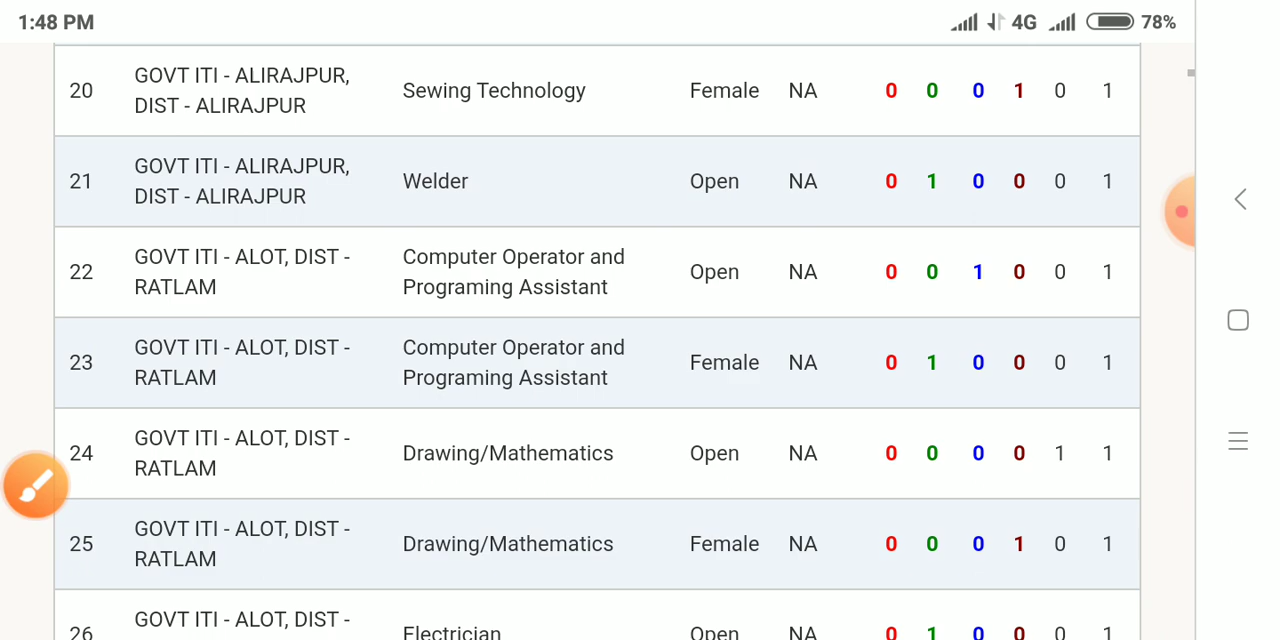 1:48 PM 4G 78%
20 GOVT ITI - ALIRAJPUR, DIST - ALIRAJPUR Sewing Technology Female NA 0 0 0 1 0 1
21 GOVT ITI - ALIRAJPUR, DIST - ALIRAJPUR Welder Open NA 0 1 0 0 0 1
22 GOVT ITI - ALOT, DIST - RATLAM Computer Operator and Programing Assistant Open NA 0 0 1 0 0 1
23 GOVT ITI - ALOT, DIST - RATLAM Computer Operator and Programing Assistant Female NA 0 1 0 0 0 1
24 GOVT ITI - ALOT, DIST - RATLAM Drawing/Mathematics Open NA 0 0 0 0 1 1
25 GOVT ITI - ALOT, DIST - RATLAM Drawing/Mathematics Female NA 0 0 0 1 0 1
26 GOVT ITI - ALOT, DIST - Electrician Open NA 0 1 0 0 0 1